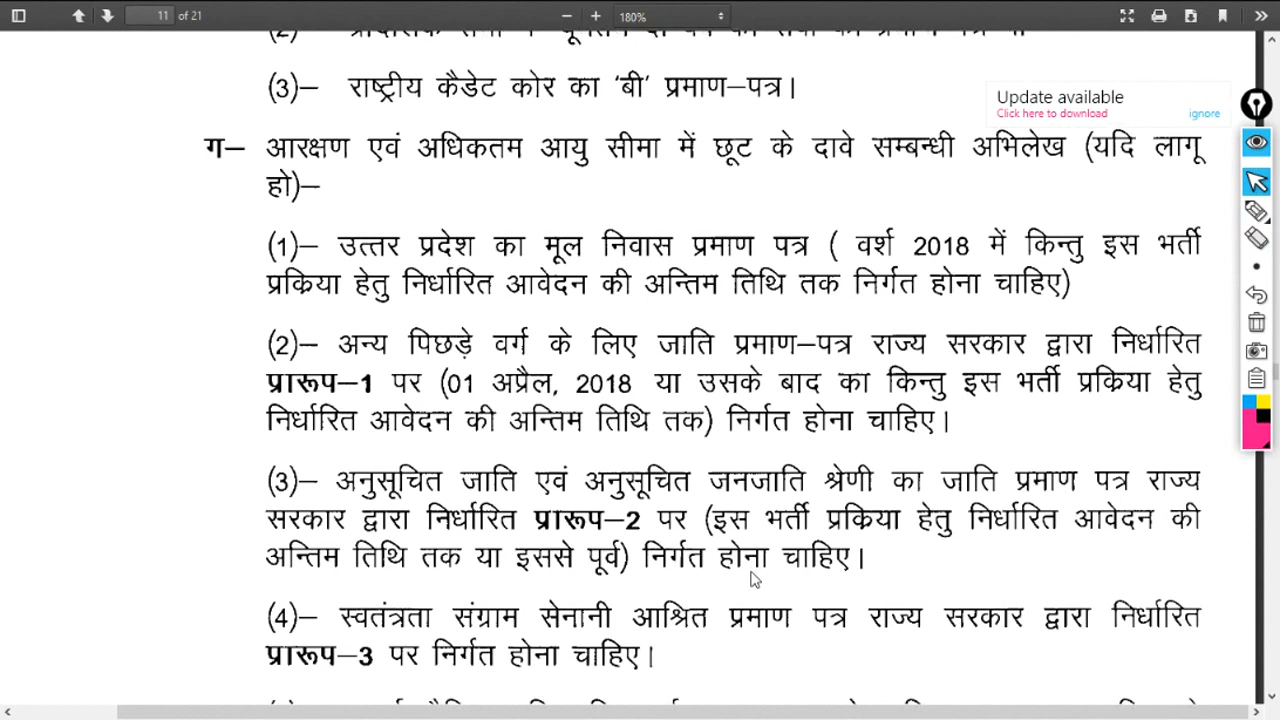 11 of 21
180%
(3)– राष्ट्रीय कैडेट कोर का 'बी' प्रमाण–पत्र।
Update available
Click here to download
ignore
ग– आरक्षण एवं अधिकतम आयु सीमा में छूट के दावे सम्बन्धी अभिलेख (यदि लागू
हो)–
(1)– उत्तर प्रदेश का मूल निवास प्रमाण पत्र ( वर्श 2018 में किन्तु इस भर्ती
प्रक्रिया हेतु निर्धारित आवेदन की अन्तिम तिथि तक निर्गत होना चाहिए)
(2)– अन्य पिछड़े वर्ग के लिए जाति प्रमाण–पत्र राज्य सरकार द्वारा निर्धारित
प्रारूप–1 पर (01 अप्रैल, 2018 या उसके बाद का किन्तु इस भर्ती प्रक्रिया हेतु
निर्धारित आवेदन की अन्तिम तिथि तक) निर्गत होना चाहिए।
(3)– अनुसूचित जाति एवं अनुसूचित जनजाति श्रेणी का जाति प्रमाण पत्र राज्य
सरकार द्वारा निर्धारित प्रारूप–2 पर (इस भर्ती प्रक्रिया हेतु निर्धारित आवेदन की
अन्तिम तिथि तक या इससे पूर्व) निर्गत होना चाहिए।
(4)– स्वतंत्रता संग्राम सेनानी आश्रित प्रमाण पत्र राज्य सरकार द्वारा निर्धारित
प्रारूप–3 पर निर्गत होना चाहिए।